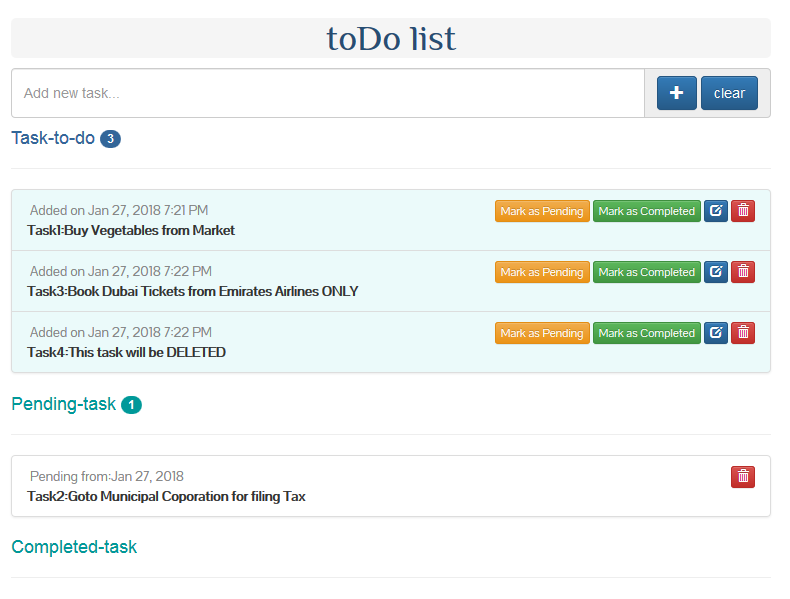 toDo list
Add new task...
clear
Task-to-do 3
Added on Jan 27, 2018 7:21 PM Mark as Pending Mark as Completed
Task1:Buy Vegetables from Market
Added on Jan 27, 2018 7:22 PM Mark as Pending Mark as Completed
Task3:Book Dubai Tickets from Emirates Airlines ONLY
Added on Jan 27, 2018 7:22 PM Mark as Pending Mark as Completed
Task4:This task will be DELETED
Pending-task 1
Pending from:Jan 27, 2018
Task2:Goto Municipal Coporation for filing Tax
Completed-task